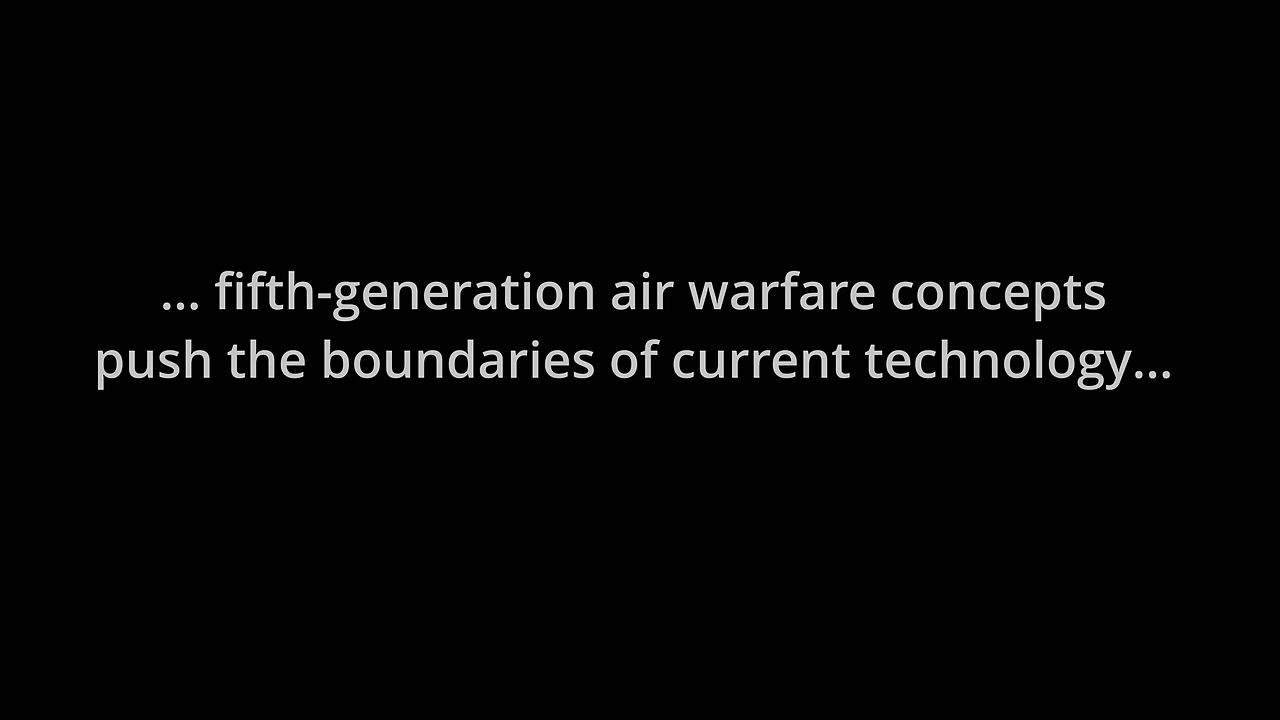 ... fifth-generation air warfare concepts
push the boundaries of current technology...